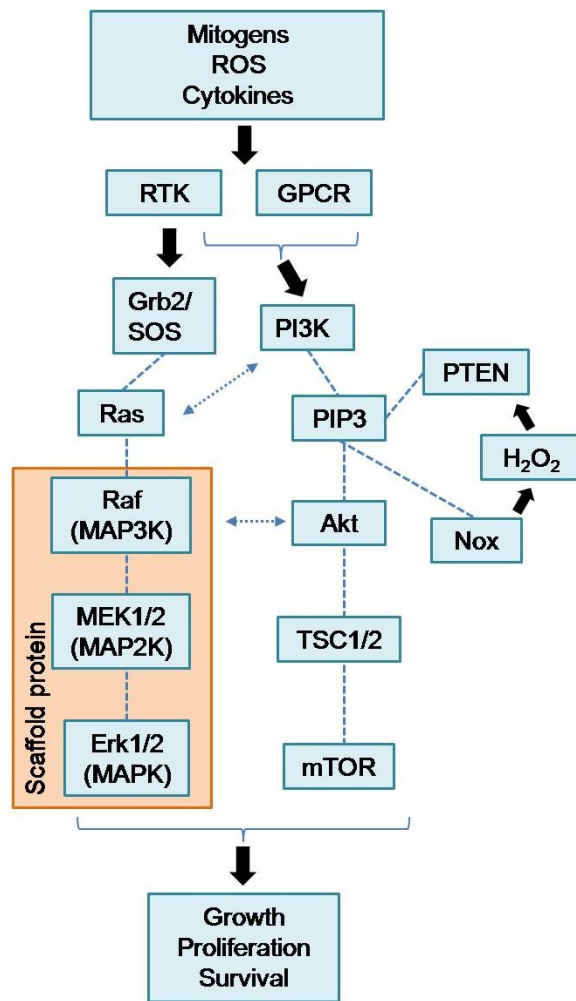 Mitogens
ROS
Cytokines
RTK
GPCR
Grb2/
SOS
PI3K
PTEN
Ras
PIP3
H₂O₂
Raf
(MAP3K)
Akt
Nox
MEK1/2
(MAP2K)
TSC1/2
Scaffold protein
Erk1/2
(MAPK)
mTOR
Growth
Proliferation
Survival